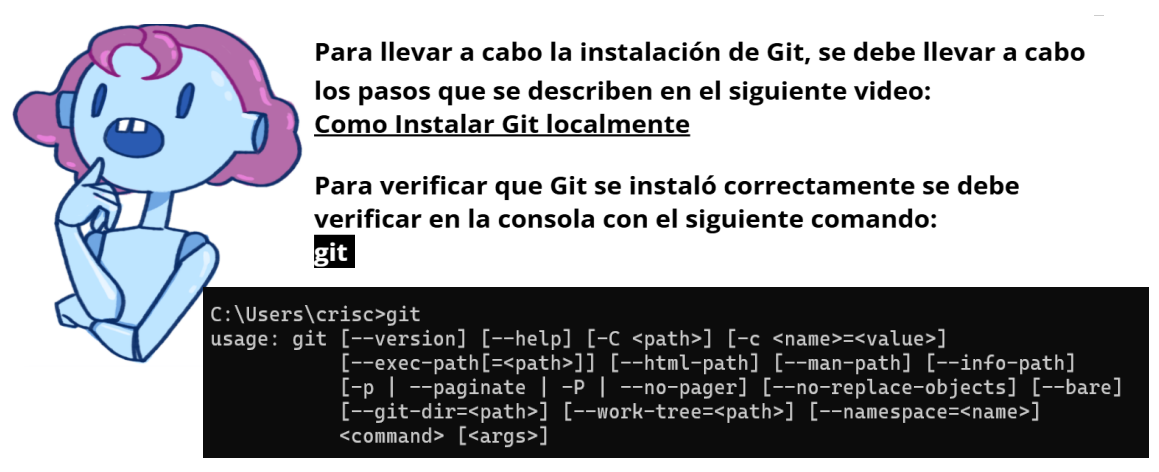 Para llevar a cabo la instalación de Git, se debe llevar a cabo
los pasos que se describen en el siguiente video:
Como Instalar Git localmente
Para verificar que Git se instaló correctamente se debe
verificar en la consola con el siguiente comando:
git
C:\Users\crisc>git
usage: git [--version] [--help] [-C <path>] [-c <name>=<value>]
[--exec-path[=<path>]] [--html-path] [--man-path] [--info-path]
[-p | --paginate | -P | --no-pager] [--no-replace-objects] [--bare]
[--git-dir=<path>] [--work-tree=<path>] [--namespace=<name>]
<command> [<args>]